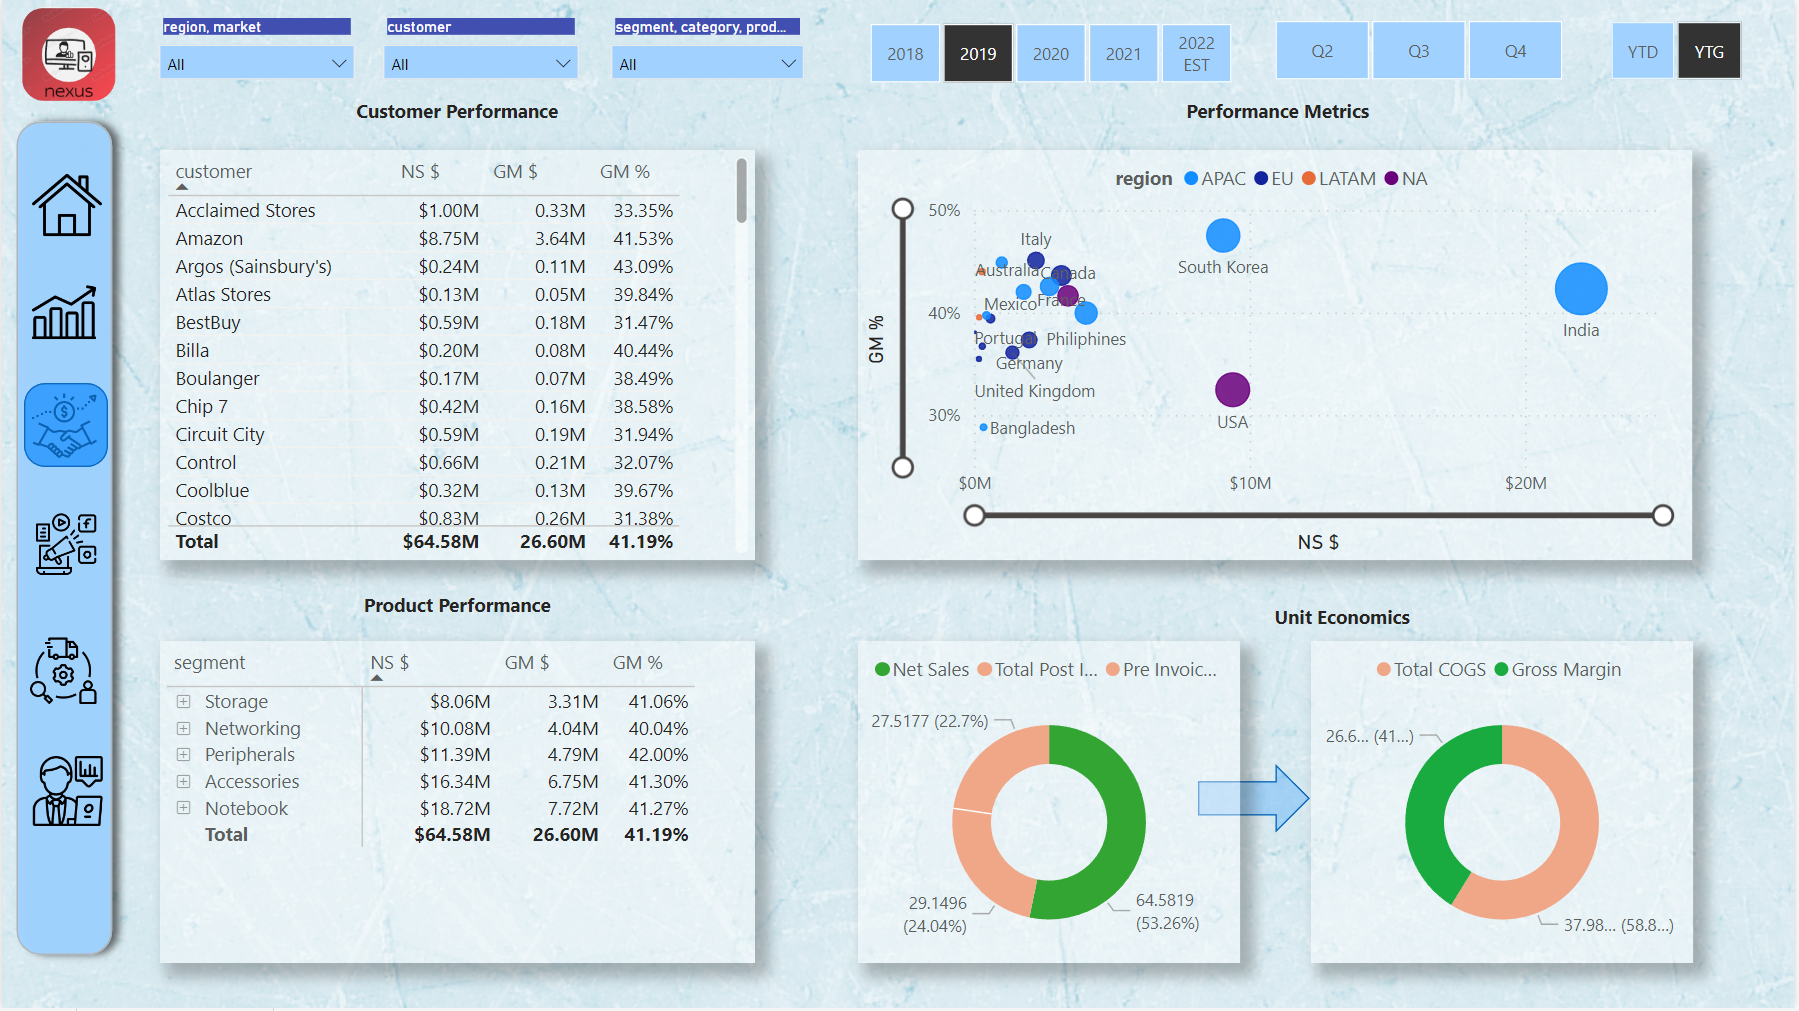 nexus
region, market
customer
segment, category, prod...
All
All
All
2018
2019
2020
2021
2022
EST
Q2
Q3
Q4
YTD
YTG
Customer Performance
customer NS $ GM $ GM %
Acclaimed Stores $1.00M 0.33M 33.35%
Amazon $8.75M 3.64M 41.53%
Argos (Sainsbury's) $0.24M 0.11M 43.09%
Atlas Stores $0.13M 0.05M 39.84%
BestBuy $0.59M 0.18M 31.47%
Billa $0.20M 0.08M 40.44%
Boulanger $0.17M 0.07M 38.49%
Chip 7 $0.42M 0.16M 38.58%
Circuit City $0.59M 0.19M 31.94%
Control $0.66M 0.21M 32.07%
Coolblue $0.32M 0.13M 39.67%
Costco $0.83M 0.26M 31.38%
Total $64.58M 26.60M 41.19%
Performance Metrics
region APAC EU LATAM NA
GM %
50%
40%
30%
Italy
South Korea
Australia
Canada
Mexico
France
Portugal
Philiphines
Germany
United Kingdom
Bangladesh
USA
India
$0M
$10M
$20M
NS $
Product Performance
segment NS $ GM $ GM %
Storage $8.06M 3.31M 41.06%
Networking $10.08M 4.04M 40.04%
Peripherals $11.39M 4.79M 42.00%
Accessories $16.34M 6.75M 41.30%
Notebook $18.72M 7.72M 41.27%
Total $64.58M 26.60M 41.19%
Unit Economics
Net Sales Total Post I... Pre Invoic...
27.5177 (22.7%)
29.1496
(24.04%)
64.5819
(53.26%)
Total COGS Gross Margin
26.6... (41...)
37.98... (58.8...)